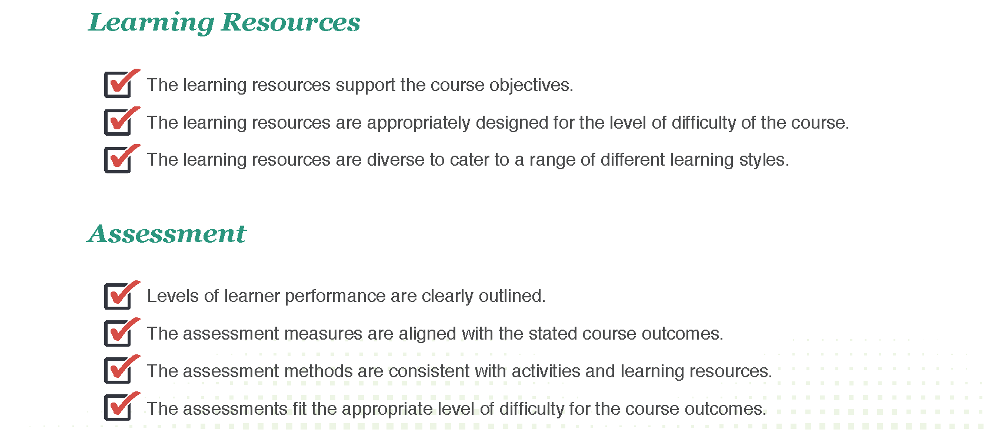 Learning Resources
The learning resources support the course objectives.
The learning resources are appropriately designed for the level of difficulty of the course.
The learning resources are diverse to cater to a range of different learning styles.
Assessment
Levels of learner performance are clearly outlined.
The assessment measures are aligned with the stated course outcomes.
The assessment methods are consistent with activities and learning resources.
The assessments fit the appropriate level of difficulty for the course outcomes.